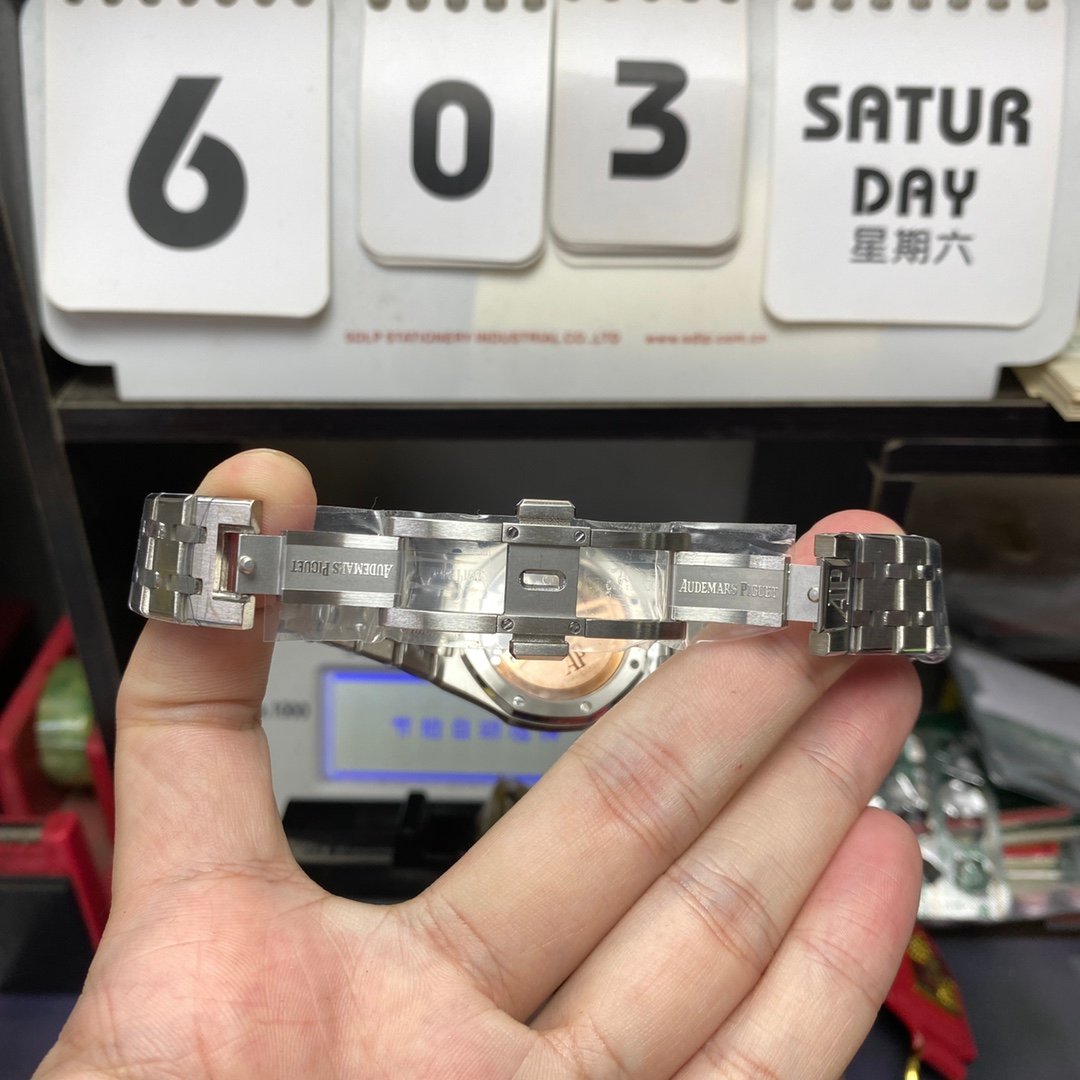 6 0 3 SATUR
DAY
星期六
SDLP STATIONERY INDUSTRIAL CO.,LTD www.sdlp.com.cn
AUDEMARS PIGUET
AUDEMARS PIGUET
AP